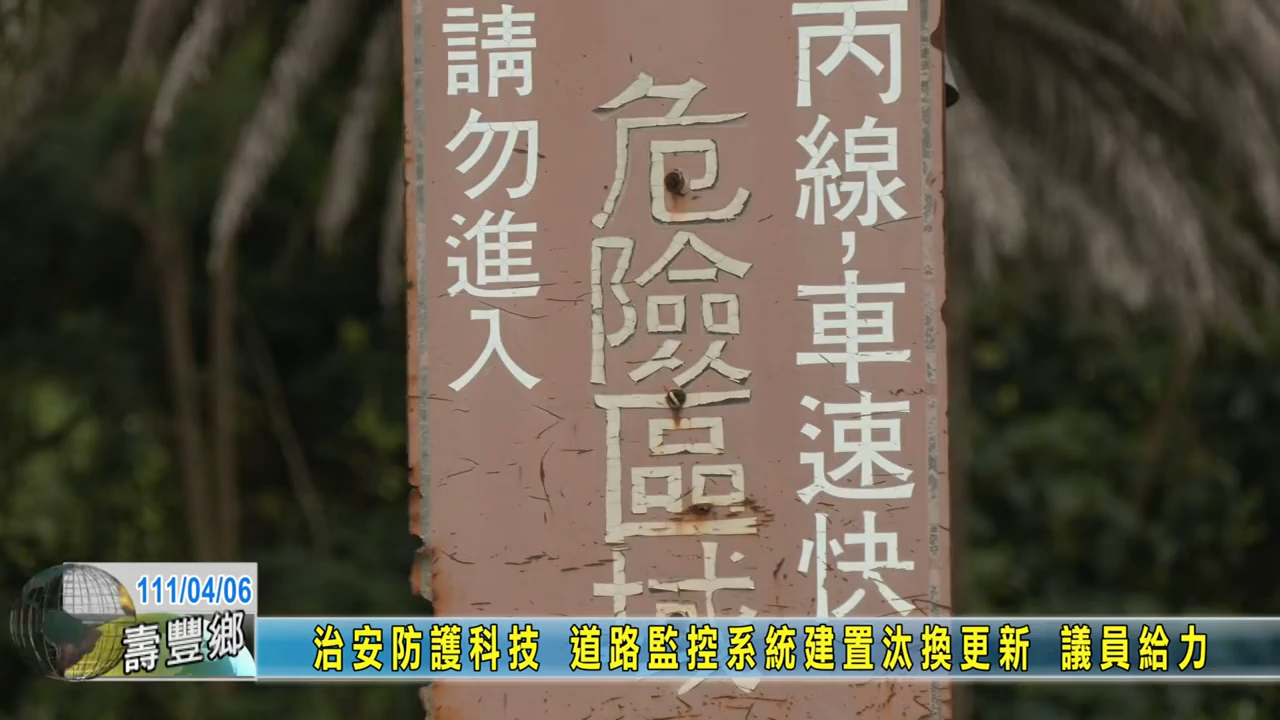 丙線，車速快
危險區域
請勿進入
111/04/06
壽豐鄉
治安防護科技 道路監控系統建置汰換更新 議員給力